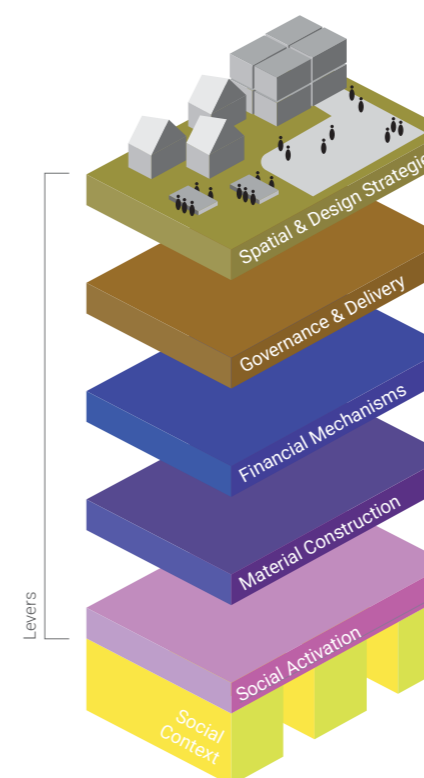 Spatial & Design Strategie
Governance & Delivery
Financial Mechanisms
Material Construction
Social Activation
Social
Context
Levers